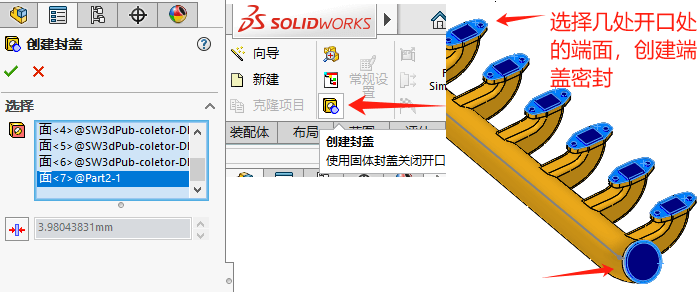 创建封盖
选择
面<4>@SW3dPub-coletor-DI
面<5>@SW3dPub-coletor-DI
面<6>@SW3dPub-coletor-DI
面<7>@Part2-1
3.98043831mm
SOLIDWORKS
向导
新建
克隆项目
常规设
置
Sim
装配体
布局
评估
创建封盖
使用固体封盖关闭开口
选择几处开口处
的端面，创建端
盖密封